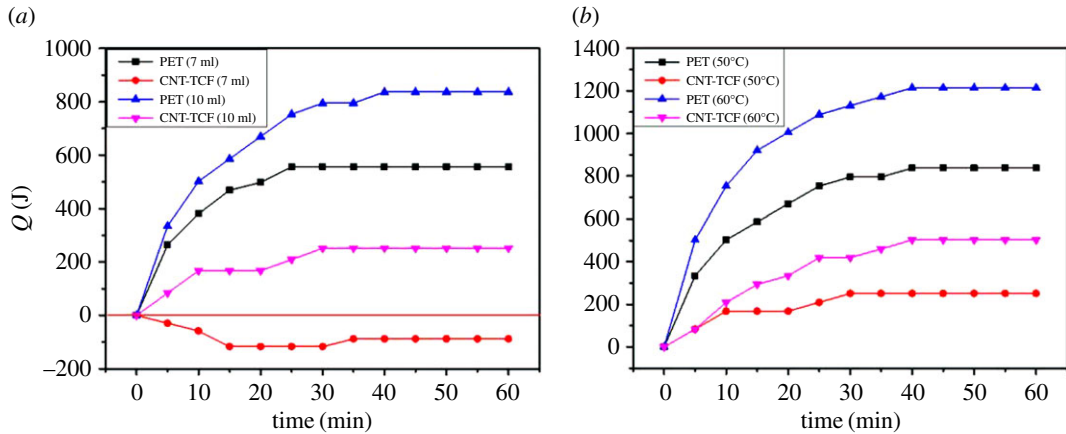 (a)
1000
800
600
400
200
0
–200
Q (J)
PET (7 ml)
CNT-TCF (7 ml)
PET (10 ml)
CNT-TCF (10 ml)
0 10 20 30 40 50 60
time (min)
(b)
1400
1200
1000
800
600
400
200
0
PET (50°C)
CNT-TCF (50°C)
PET (60°C)
CNT-TCF (60°C)
0 10 20 30 40 50 60
time (min)